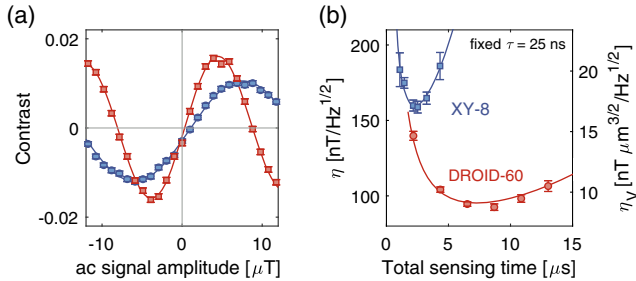 (a)
0.02
0
-0.02
Contrast
-10
0
10
ac signal amplitude [μT]
(b)
200
150
100
η [nT/Hz^{1/2}]
fixed τ = 25 ns
XY-8
DROID-60
20
15
10
η_V [nT μm^{3/2}/Hz^{1/2}]
0
5
10
15
Total sensing time [μs]